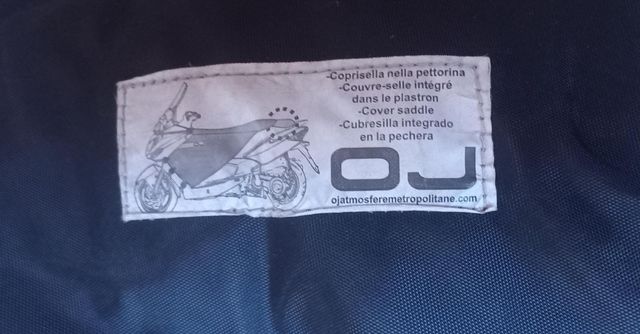 -Coprisella nella pettorina
-Couvre-selle intégré
dans le plastron
-Cover saddle
-Cubresilla integrado
en la pechera
OJ
ojatmosferemetropolitane.com